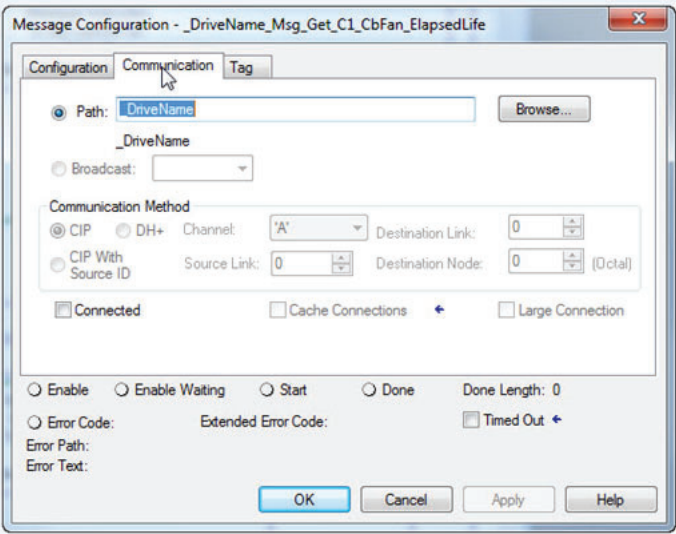 Message Configuration - _DriveName_Msg_Get_C1_CbFan_ElapsedLife
Configuration Communication Tag
Path: _DriveName Browse...
_DriveName
Broadcast:
Communication Method
CIP DH+ Channel: 'A' Destination Link: 0
CIP With Source ID Source Link: 0 Destination Node: 0 (Octal)
Connected Cache Connections ← Large Connection
Enable Enable Waiting Start Done Done Length: 0
Error Code: Extended Error Code: Timed Out ←
Error Path:
Error Text:
OK Cancel Apply Help